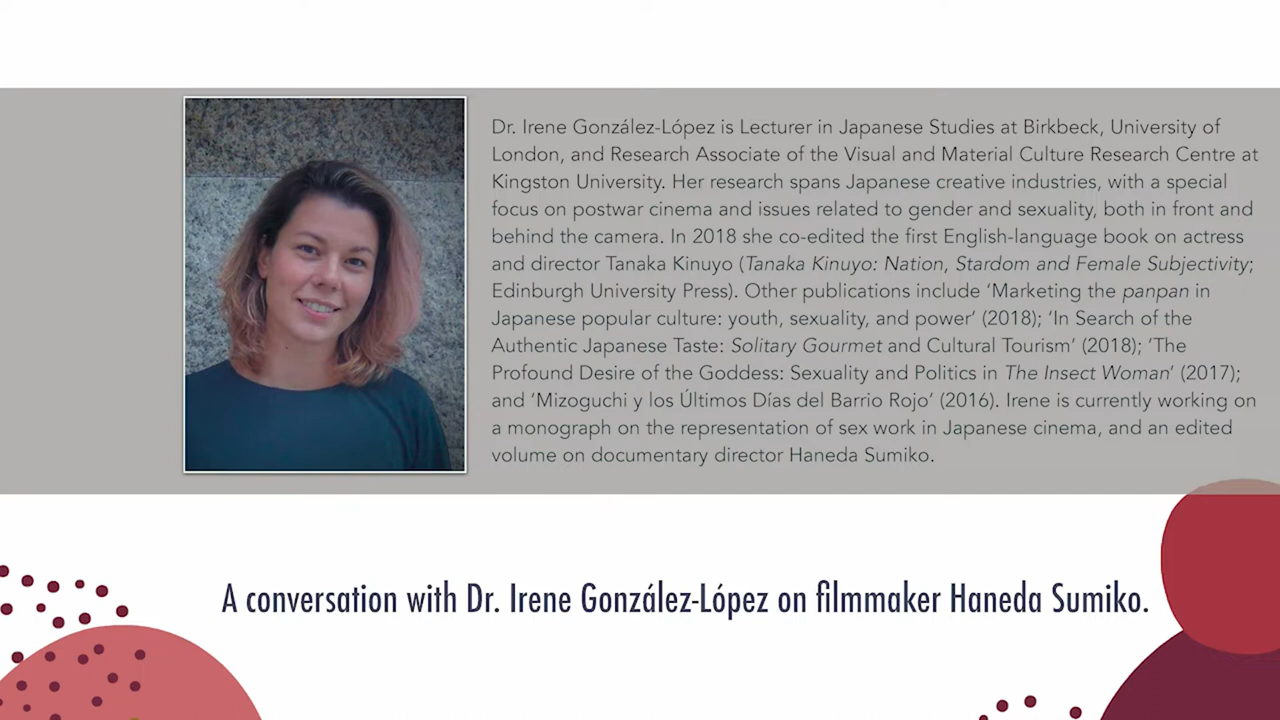 Dr. Irene González-López is Lecturer in Japanese Studies at Birkbeck, University of
London, and Research Associate of the Visual and Material Culture Research Centre at
Kingston University. Her research spans Japanese creative industries, with a special
focus on postwar cinema and issues related to gender and sexuality, both in front and
behind the camera. In 2018 she co-edited the first English-language book on actress
and director Tanaka Kinuyo (Tanaka Kinuyo: Nation, Stardom and Female Subjectivity;
Edinburgh University Press). Other publications include ‘Marketing the panpan in
Japanese popular culture: youth, sexuality, and power’ (2018); ‘In Search of the
Authentic Japanese Taste: Solitary Gourmet and Cultural Tourism’ (2018); ‘The
Profound Desire of the Goddess: Sexuality and Politics in The Insect Woman’ (2017);
and ‘Mizoguchi y los Últimos Días del Barrio Rojo’ (2016). Irene is currently working on
a monograph on the representation of sex work in Japanese cinema, and an edited
volume on documentary director Haneda Sumiko.
A conversation with Dr. Irene González-López on filmmaker Haneda Sumiko.